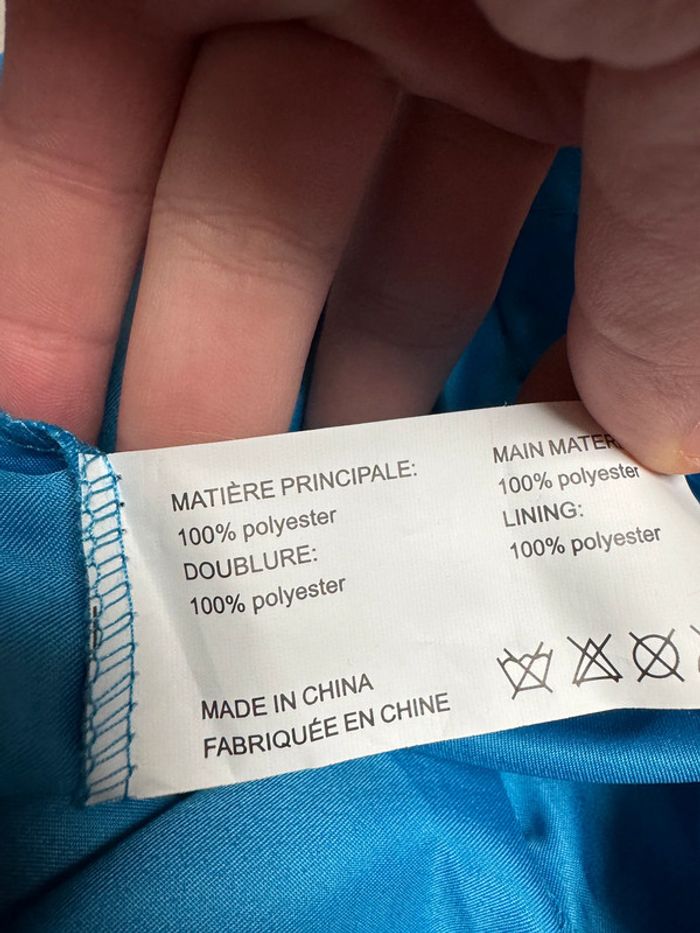 MATIÈRE PRINCIPALE:
100% polyester
DOUBLURE:
100% polyester
MADE IN CHINA
FABRIQUÉE EN CHINE
MAIN MATER
100% polyester
LINING:
100% polyester